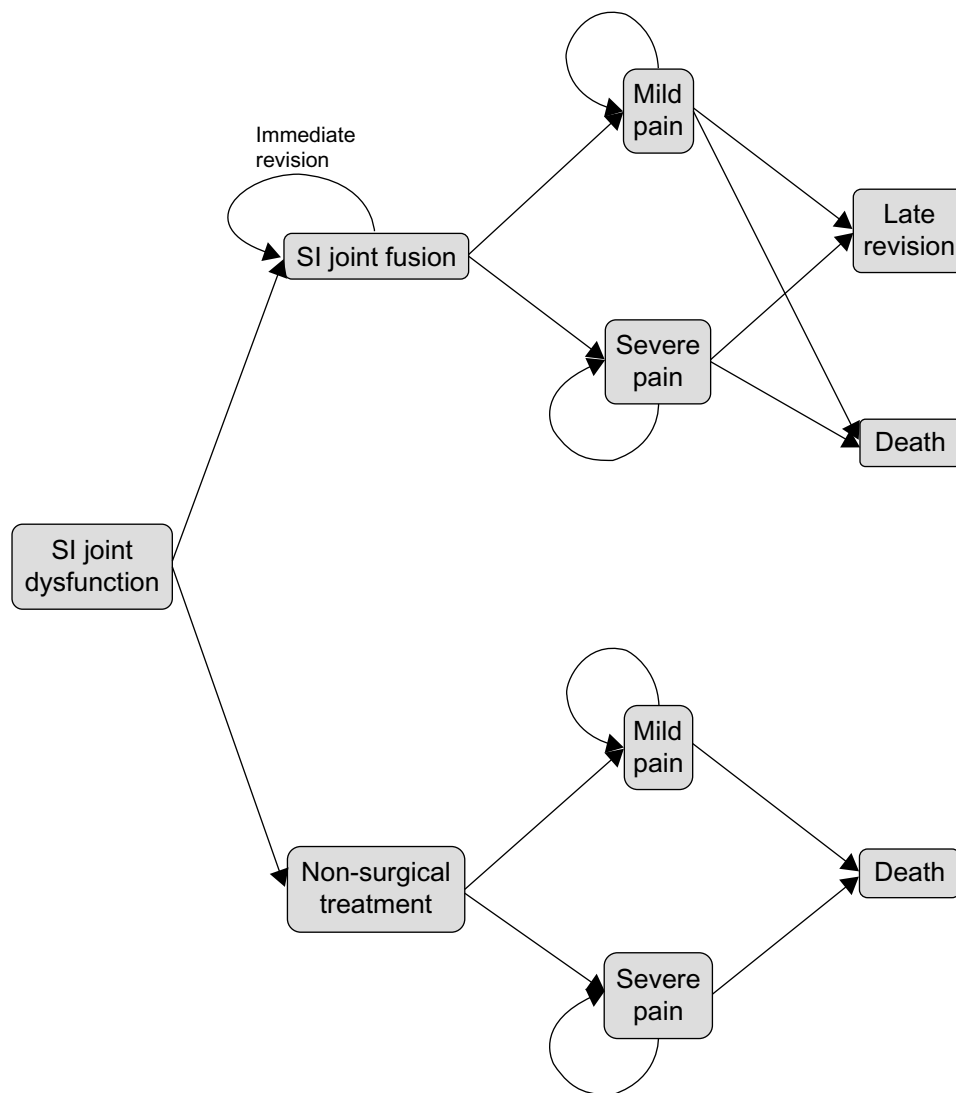 Mild
pain
Immediate
revision
SI joint fusion
Late
revision
Severe
pain
Death
SI joint
dysfunction
Mild
pain
Non-surgical
treatment
Death
Severe
pain